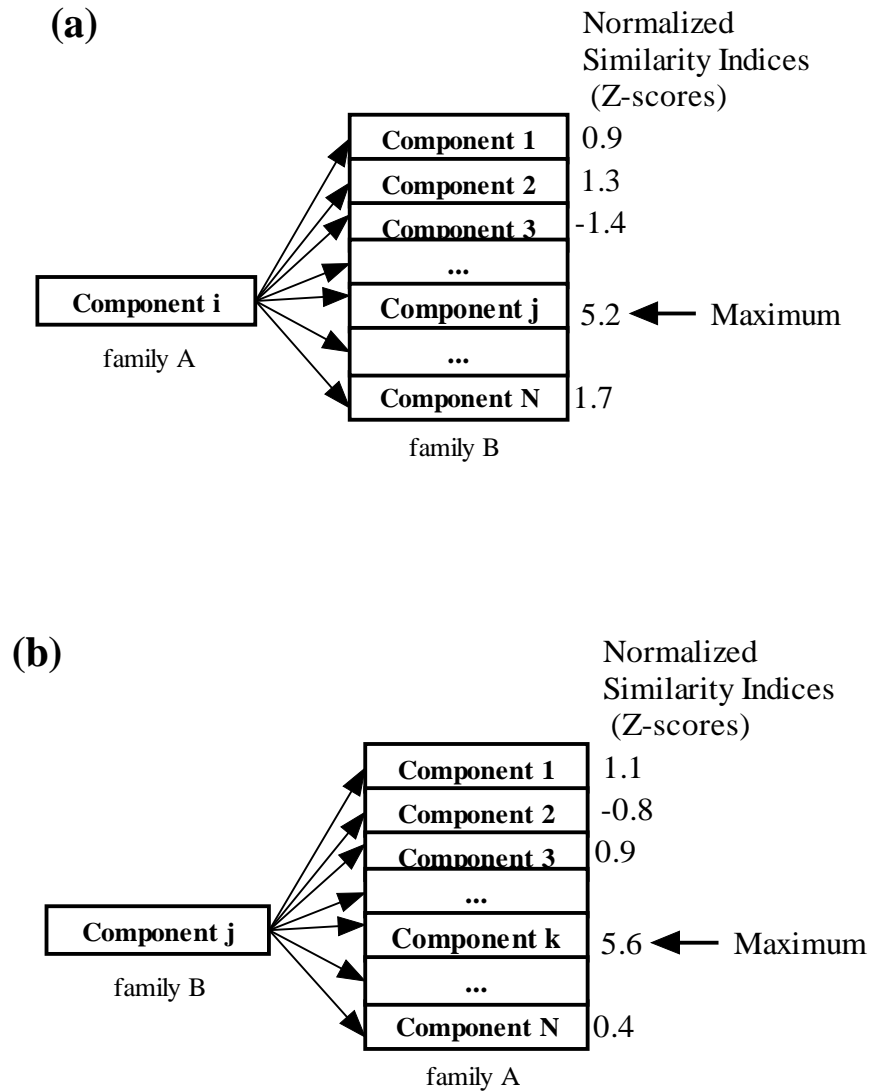 (a)
Normalized
Similarity Indices
(Z-scores)
Component 1 0.9
Component 2 1.3
Component 3 -1.4
...
Component i
Component j 5.2 Maximum
family A
...
Component N 1.7
family B
(b)
Normalized
Similarity Indices
(Z-scores)
Component 1 1.1
Component 2 -0.8
Component 3 0.9
...
Component j
Component k 5.6 Maximum
family B
...
Component N 0.4
family A